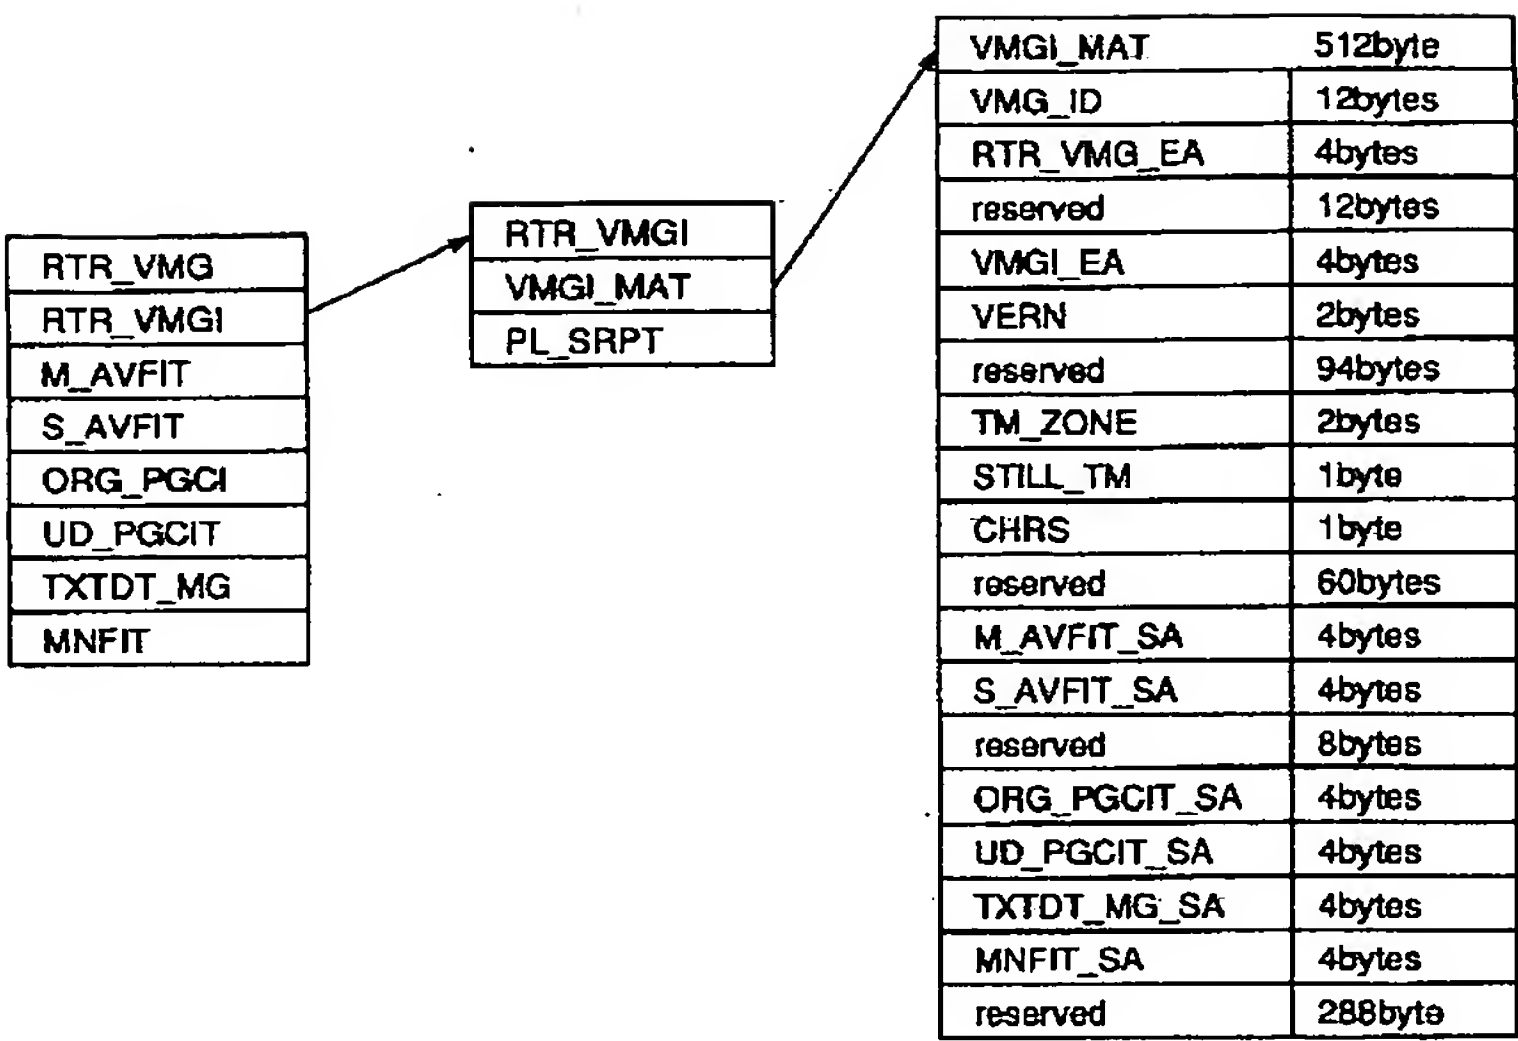 RTR_VMG
RTR_VMGI
M_AVFIT
S_AVFIT
ORG_PGCI
UD_PGCIT
TXTDT_MG
MNFIT
RTR_VMGI
VMGI_MAT
PL_SRPT
VMGI_MAT 512byte
VMG_ID 12bytes
RTR_VMG_EA 4bytes
reserved 12bytes
VMGI_EA 4bytes
VERN 2bytes
reserved 94bytes
TM_ZONE 2bytes
STILL_TM 1byte
CHRS 1byte
reserved 60bytes
M_AVFIT_SA 4bytes
S_AVFIT_SA 4bytes
reserved 8bytes
ORG_PGCIT_SA 4bytes
UD_PGCIT_SA 4bytes
TXTDT_MG_SA 4bytes
MNFIT_SA 4bytes
reserved 288byte